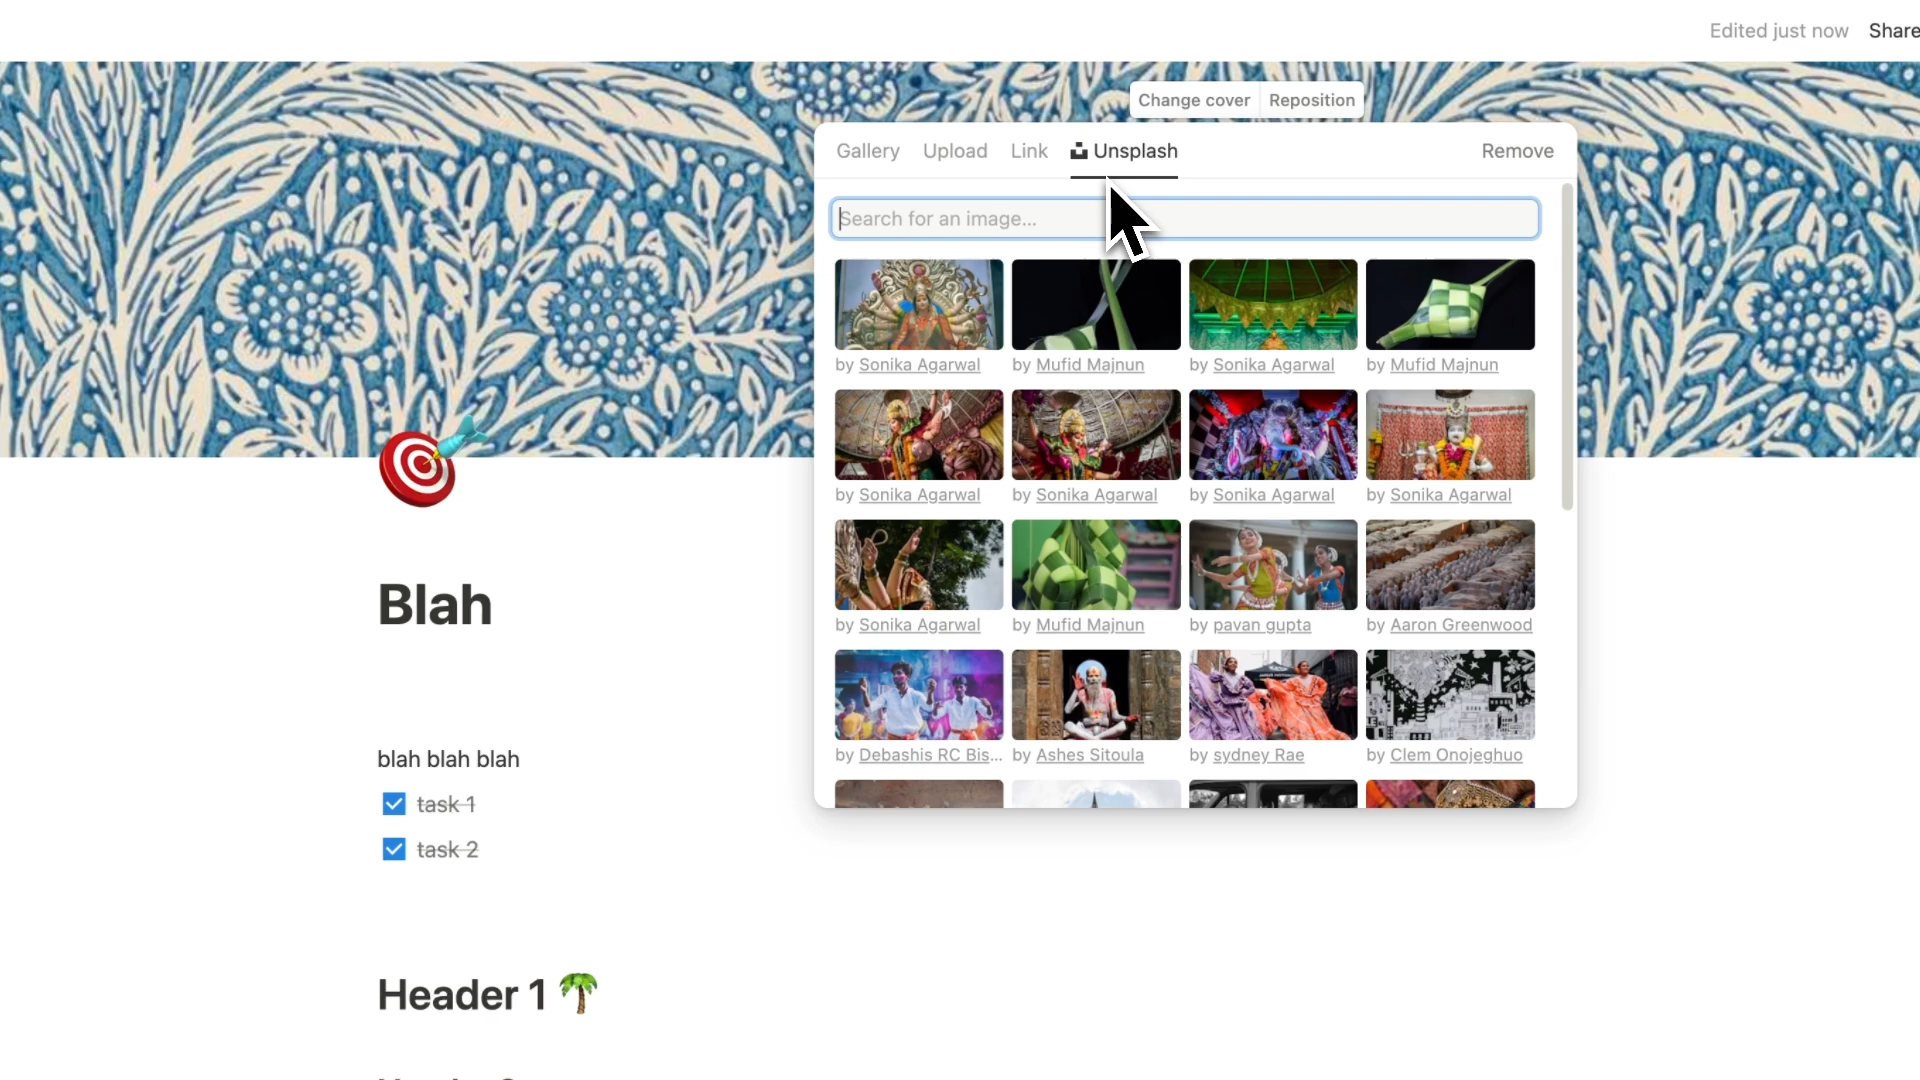 Edited just now Share
Change cover Reposition
Gallery Upload Link Unsplash Remove
Search for an image...
by Sonika Agarwal by Mufid Majnun by Sonika Agarwal by Mufid Majnun
by Sonika Agarwal by Sonika Agarwal by Sonika Agarwal by Sonika Agarwal
by Sonika Agarwal by Mufid Majnun by pavan gupta by Aaron Greenwood
by Debashis RC Bis... by Ashes Sitoula by sydney Rae by Clem Onojeghuo
Blah
blah blah blah
task 1
task 2
Header 1